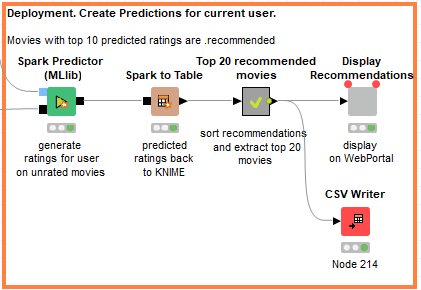 Deployment. Create Predictions for current user.
Movies with top 10 predicted ratings are .recommended
Spark Predictor
(MLlib)
Spark to Table
Top 20 recommended
movies
Display
Recommendations
generate
ratings for user
on unrated movies
predicted
ratings back
to KNIME
sort recommendations
and extract top 20
movies
display
on WebPortal
CSV Writer
Node 214